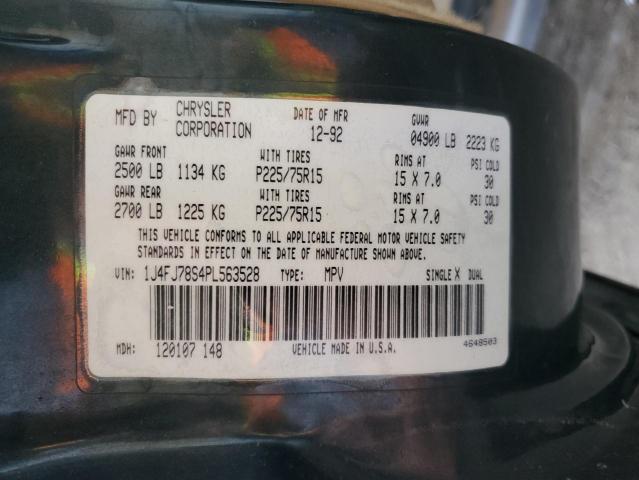 MFD BY CHRYSLER CORPORATION DATE OF MFR 12-92 GVWR 04900 LB 2223 KG
GAWR FRONT WITH TIRES RIMS AT PSI COLD
2500 LB 1134 KG P225/75R15 15 X 7.0 30
GAWR REAR WITH TIRES RIMS AT PSI COLD
2700 LB 1225 KG P225/75R15 15 X 7.0 30
THIS VEHICLE CONFORMS TO ALL APPLICABLE FEDERAL MOTOR VEHICLE SAFETY
STANDARDS IN EFFECT ON THE DATE OF MANUFACTURE SHOWN ABOVE.
VIN: 1J4FJ78S4PL563528 TYPE: MPV SINGLE X DUAL
MDH: 120107 148 VEHICLE MADE IN U.S.A. 4648503